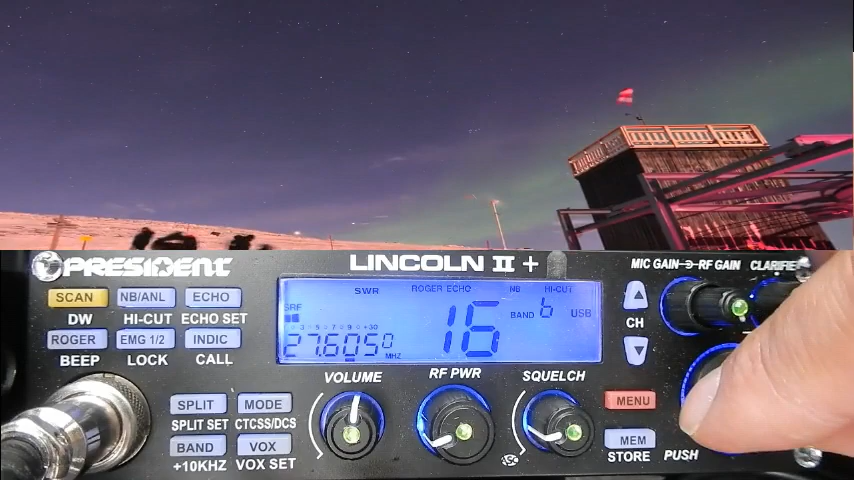 PRESIDENT
LINCOLN II +
MIC GAIN RF GAIN
CLARIFIE
SCAN NB/ANL ECHO
DW HI-CUT ECHO SET
ROGER EMG 1/2 INDIC
BEEP LOCK CALL
SWR ROGER ECHO NB HI-CUT
SRF
16 BAND b USB
27.6050 MHZ
CH
VOLUME RF PWR SQUELCH
SPLIT MODE
SPLIT SET CTCSS/DCS
BAND VOX
+10KHZ VOX SET
MENU
MEM
STORE PUSH
ASC